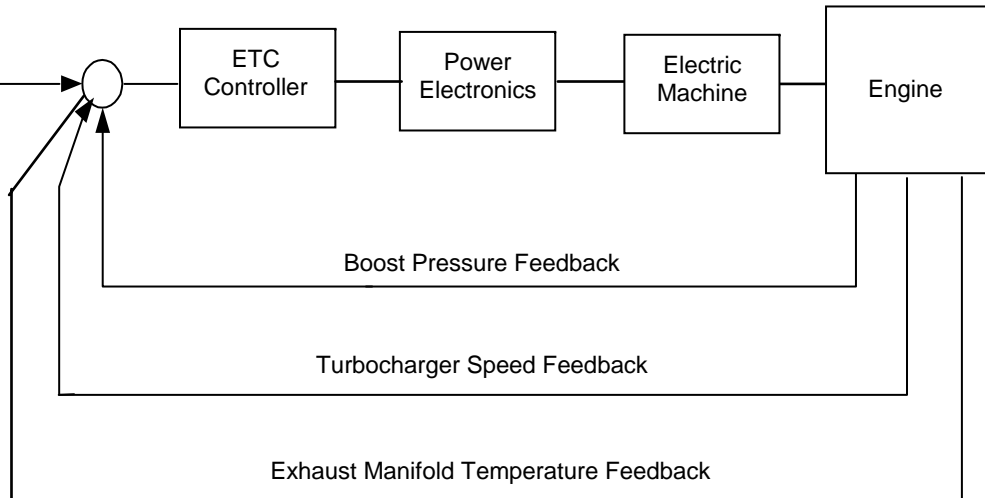 ETC
Controller
Power
Electronics
Electric
Machine
Engine
Boost Pressure Feedback
Turbocharger Speed Feedback
Exhaust Manifold Temperature Feedback